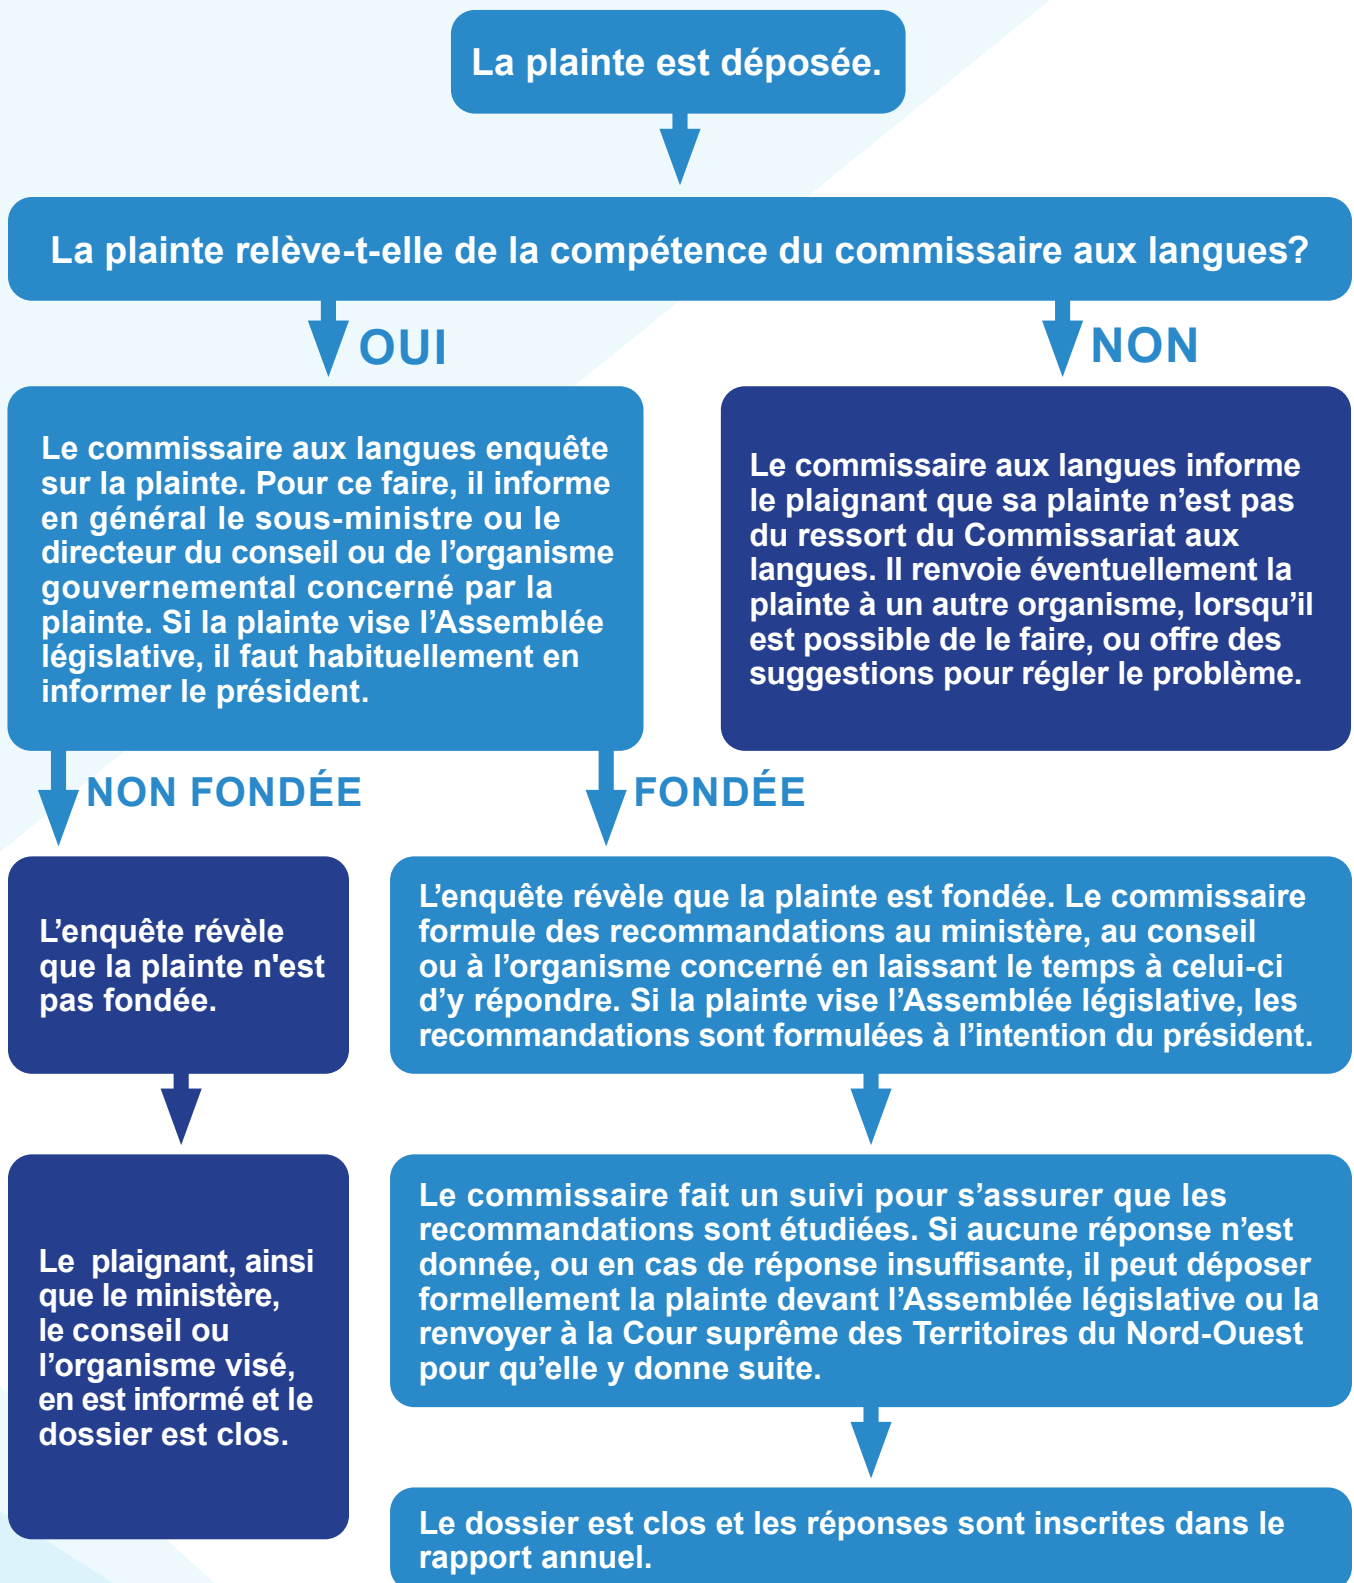 La plainte est déposée.
La plainte relève-t-elle de la compétence du commissaire aux langues?
OUI
NON
Le commissaire aux langues enquête
sur la plainte. Pour ce faire, il informe
en général le sous-ministre ou le
directeur du conseil ou de l’organisme
gouvernemental concerné par la
plainte. Si la plainte vise l’Assemblée
législative, il faut habituellement en
informer le président.
Le commissaire aux langues informe
le plaignant que sa plainte n’est pas
du ressort du Commissariat aux
langues. Il renvoie éventuellement la
plainte à un autre organisme, lorsqu’il
est possible de le faire, ou offre des
suggestions pour régler le problème.
NON FONDÉE
FONDÉE
L’enquête révèle
que la plainte n'est
pas fondée.
L’enquête révèle que la plainte est fondée. Le commissaire
formule des recommandations au ministère, au conseil
ou à l’organisme concerné en laissant le temps à celui-ci
d’y répondre. Si la plainte vise l’Assemblée législative, les
recommandations sont formulées à l’intention du président.
Le plaignant, ainsi
que le ministère,
le conseil ou
l’organisme visé,
en est informé et le
dossier est clos.
Le commissaire fait un suivi pour s’assurer que les
recommandations sont étudiées. Si aucune réponse n’est
donnée, ou en cas de réponse insuffisante, il peut déposer
formellement la plainte devant l’Assemblée législative ou la
renvoyer à la Cour suprême des Territoires du Nord-Ouest
pour qu’elle y donne suite.
Le dossier est clos et les réponses sont inscrites dans le
rapport annuel.